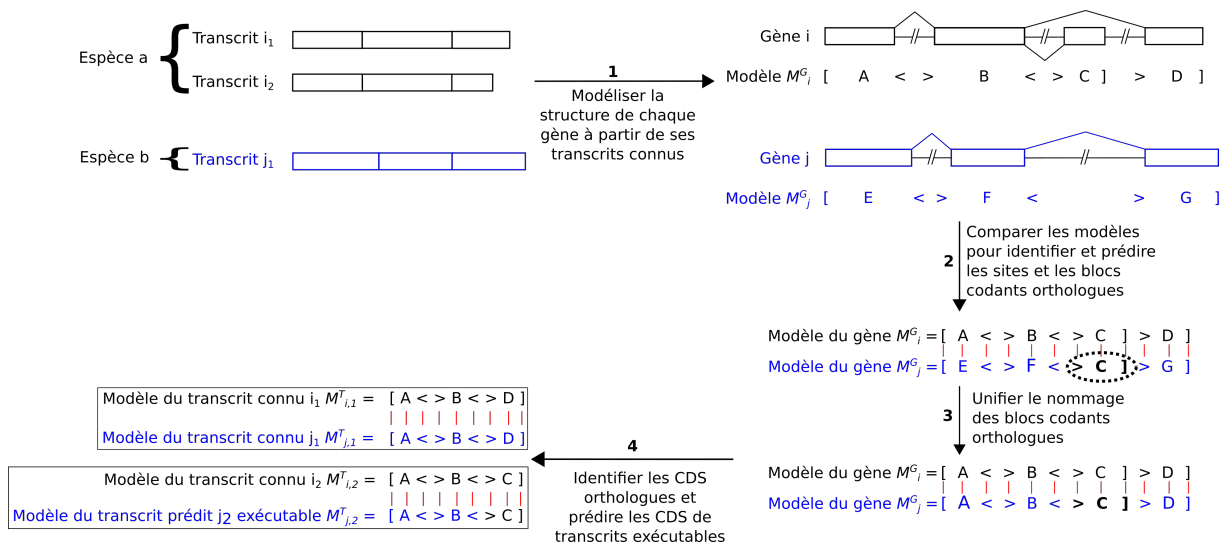 Espèce a
Transcrit i1
Transcrit i2
Espèce b
Transcrit j1
1
Modéliser la
structure de chaque
gène à partir de ses
transcrits connus
Gène i
Modèle MGi [ A < > B < > C ] > D ]
Gène j
Modèle MGj [ E < > F < > G ]
2
Comparer les modèles
pour identifier et prédire
les sites et les blocs
codants orthologues
Modèle du gène MGi =[ A < > B < > C ] > D ]
Modèle du gène MGj =[ E < > F < > C ] > G ]
3
Unifier le nommage
des blocs codants
orthologues
Modèle du gène MGi =[ A < > B < > C ] > D ]
Modèle du gène MGj =[ A < > B < > C ] > D ]
4
Identifier les CDS
orthologues et
prédire les CDS de
transcrits exécutables
Modèle du transcrit connu i1 MTi,1 = [ A < > B < > D ]
Modèle du transcrit connu j1 MTj,1 = [ A < > B < > D ]
Modèle du transcrit connu i2 MTi,2 = [ A < > B < > C ]
Modèle du transcrit prédit j2 exécutable MTj,2 = [ A < > B < > C ]